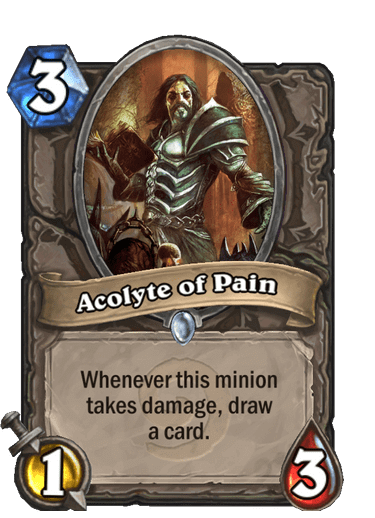 3
Acolyte of Pain
Whenever this minion
takes damage, draw
a card.
1
3